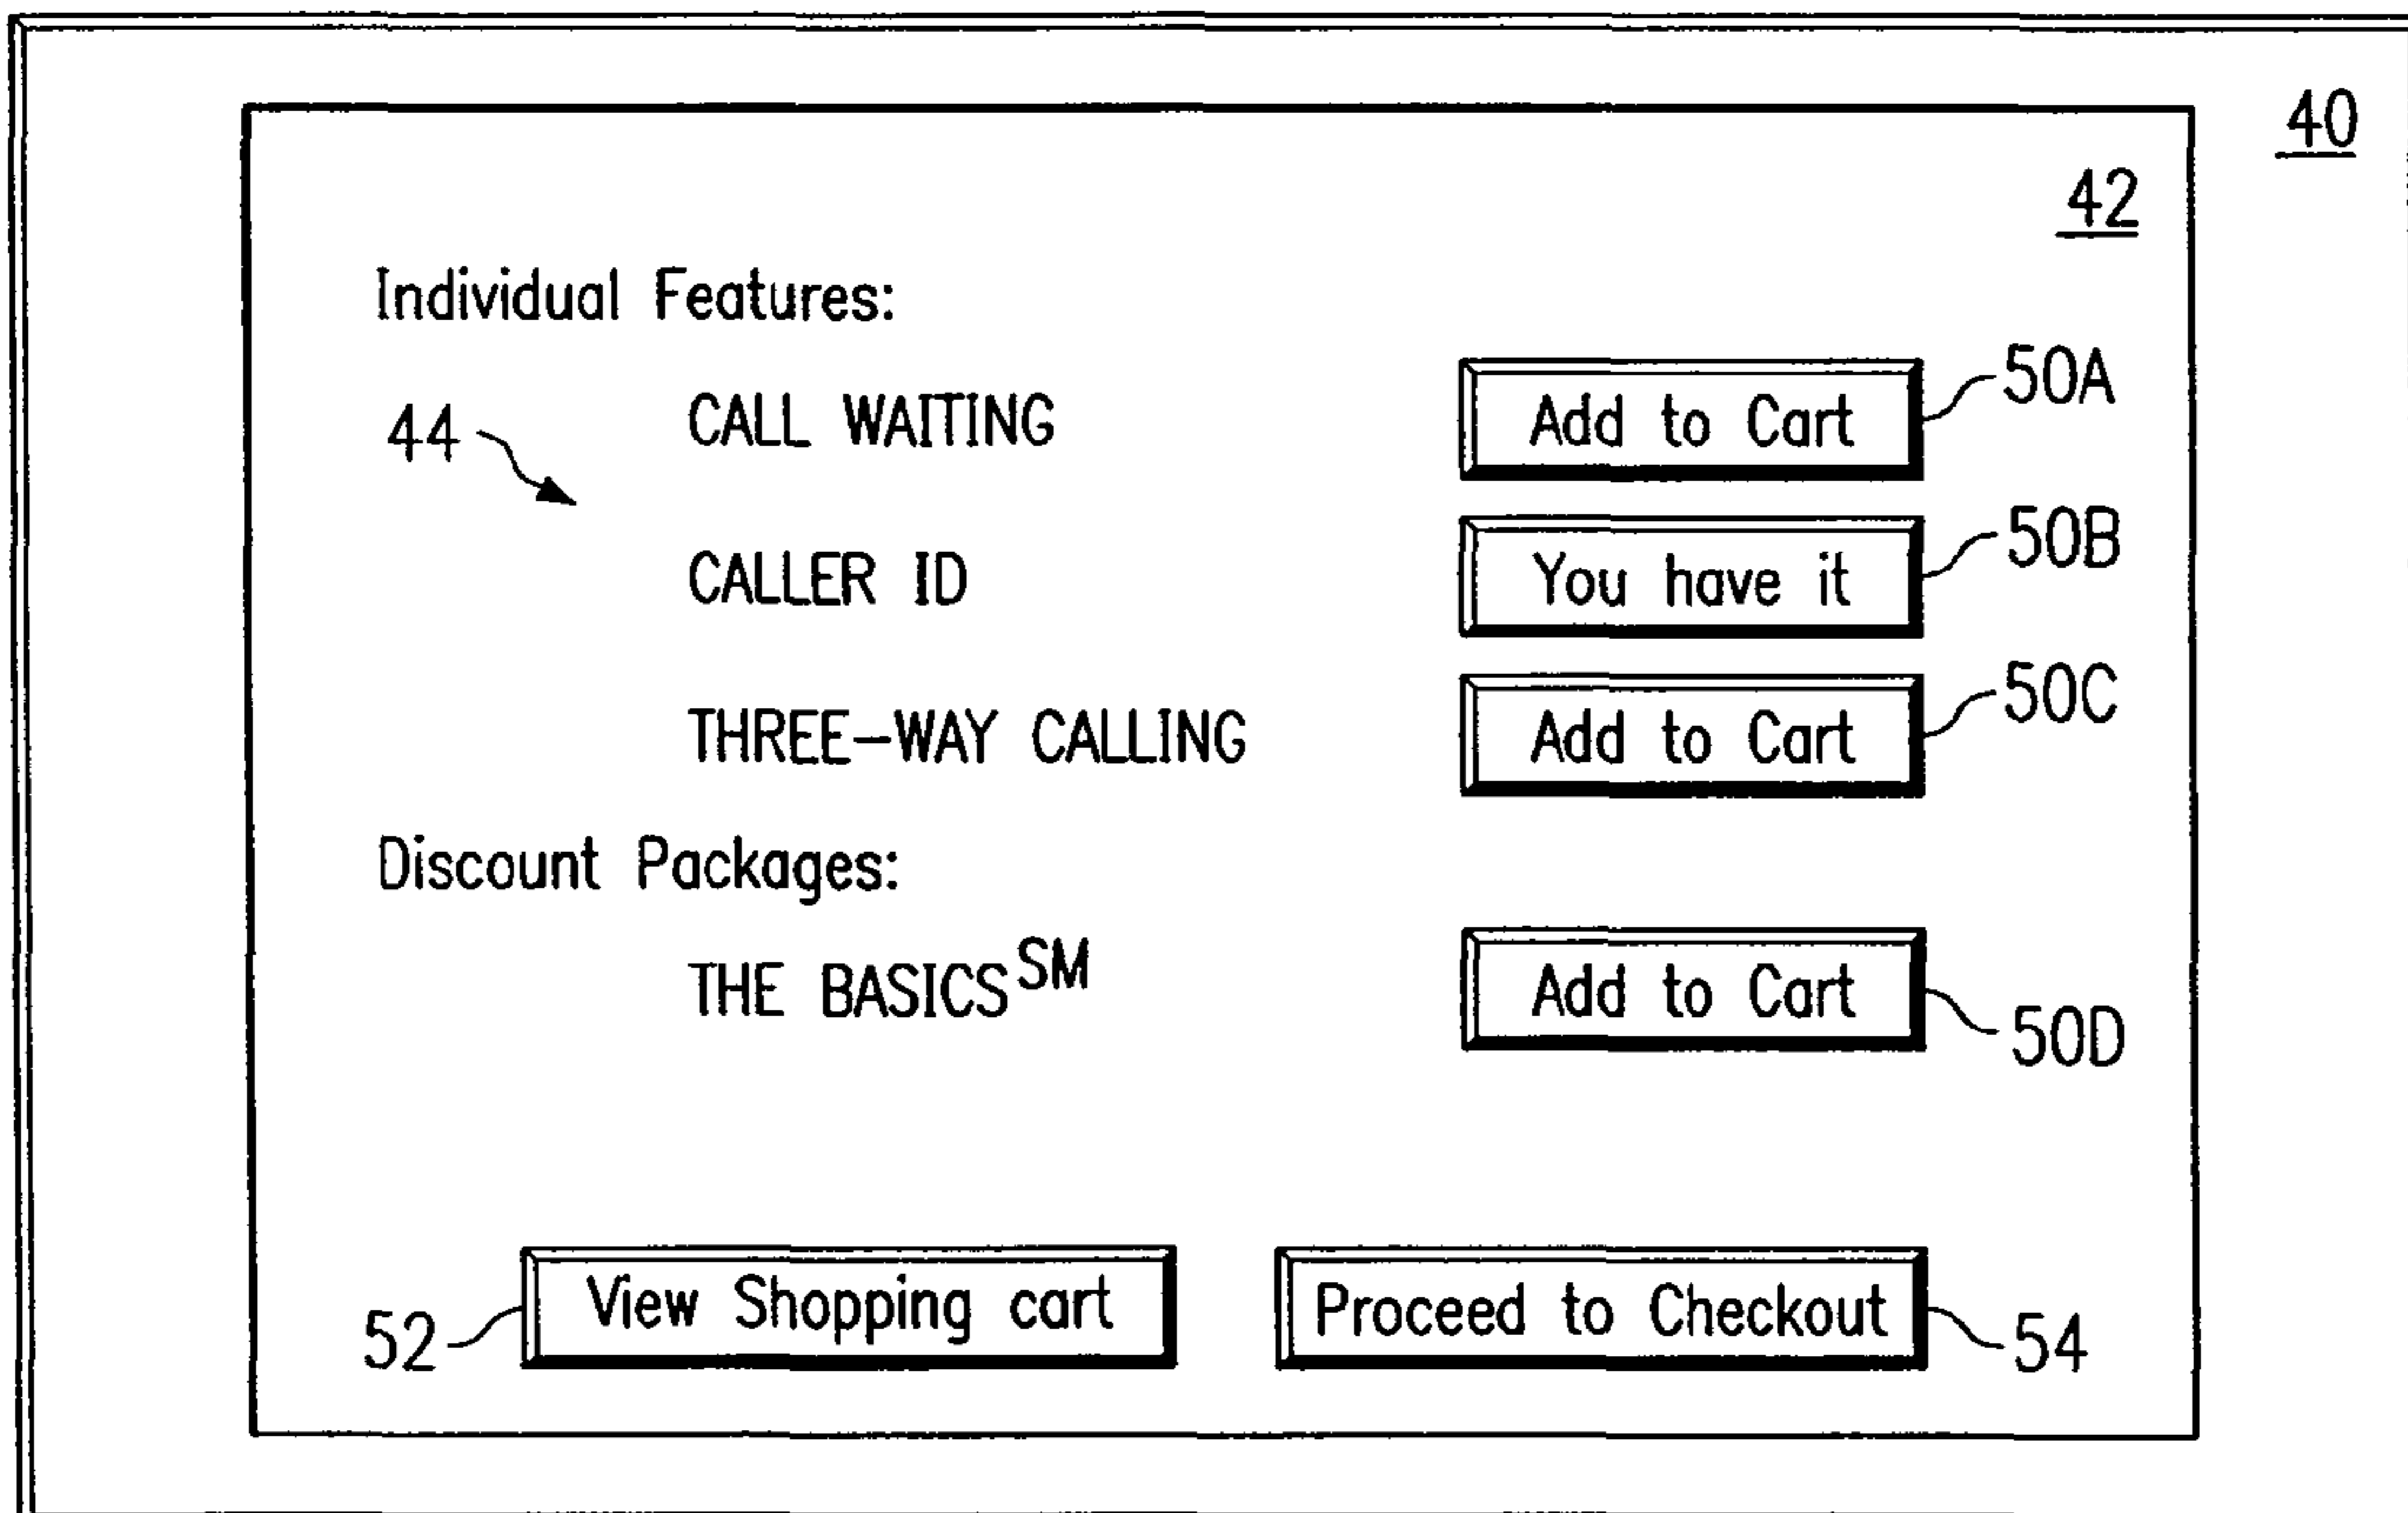 40
42
Individual Features:
44 CALL WAITING Add to Cart 50A
CALLER ID You have it 50B
THREE-WAY CALLING Add to Cart 50C
Discount Packages:
THE BASICS SM Add to Cart 50D
52 View Shopping cart Proceed to Checkout 54